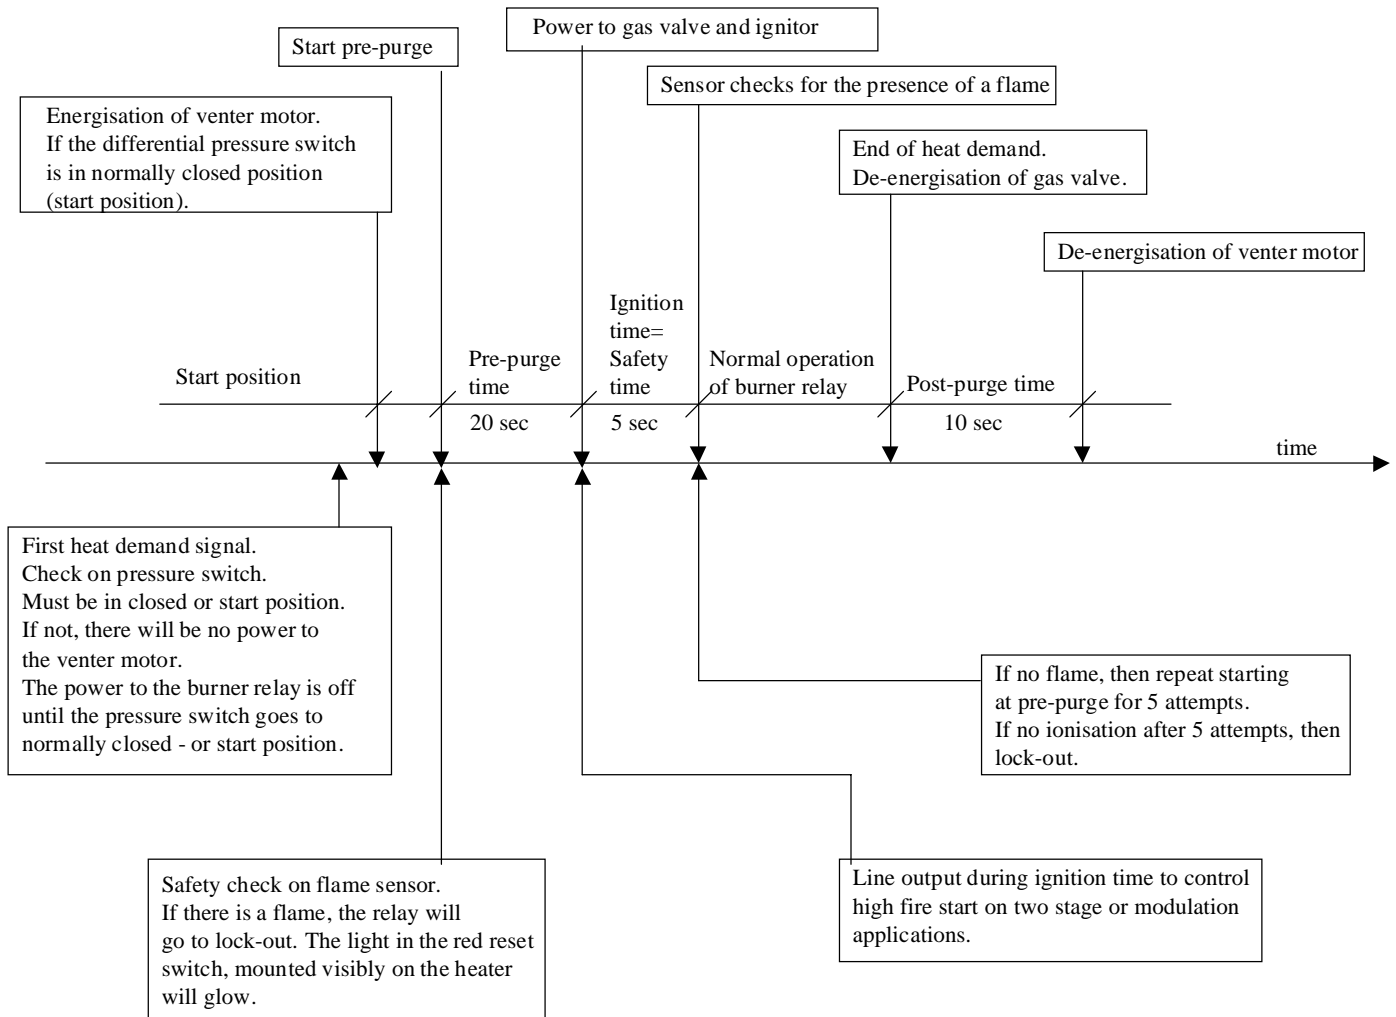 Power to gas valve and ignitor
Start pre-purge
Sensor checks for the presence of a flame
Energisation of venter motor.
If the differential pressure switch
is in normally closed position
(start position).
End of heat demand.
De-energisation of gas valve.
De-energisation of venter motor
Start position
Pre-purge
time
20 sec
Ignition
time=
Safety
time
5 sec
Normal operation
of burner relay
Post-purge time
10 sec
time
First heat demand signal.
Check on pressure switch.
Must be in closed or start position.
If not, there will be no power to
the venter motor.
The power to the burner relay is off
until the pressure switch goes to
normally closed - or start position.
If no flame, then repeat starting
at pre-purge for 5 attempts.
If no ionisation after 5 attempts, then
lock-out.
Safety check on flame sensor.
If there is a flame, the relay will
go to lock-out. The light in the red reset
switch, mounted visibly on the heater
will glow.
Line output during ignition time to control
high fire start on two stage or modulation
applications.